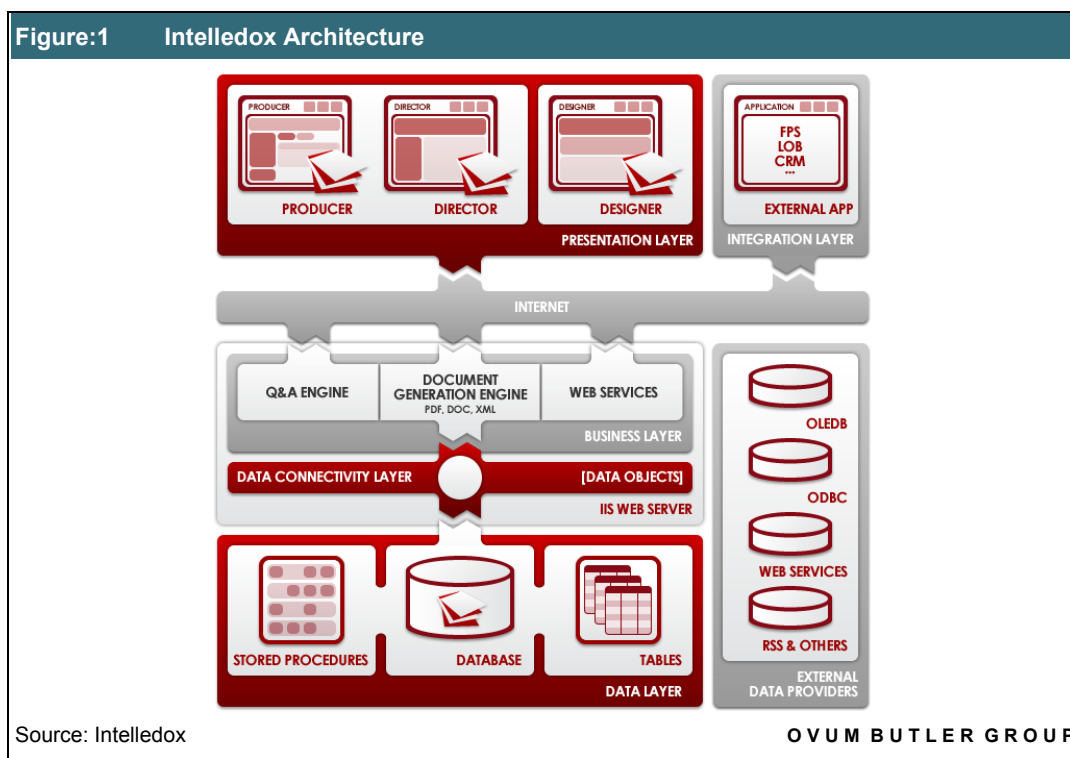 Figure:1 Intelledox Architecture
PRODUCER
DIRECTOR
DESIGNER
APPLICATION
FPS
LOB
CRM
...
PRODUCER
DIRECTOR
DESIGNER
EXTERNAL APP
PRESENTATION LAYER
INTEGRATION LAYER
INTERNET
Q&A ENGINE
DOCUMENT
GENERATION ENGINE
PDF, DOC, XML
WEB SERVICES
BUSINESS LAYER
DATA CONNECTIVITY LAYER
[DATA OBJECTS]
IIS WEB SERVER
STORED PROCEDURES
DATABASE
TABLES
DATA LAYER
OLEDB
ODBC
WEB SERVICES
RSS & OTHERS
EXTERNAL
DATA PROVIDERS
Source: Intelledox
OVUM BUTLER GROUP